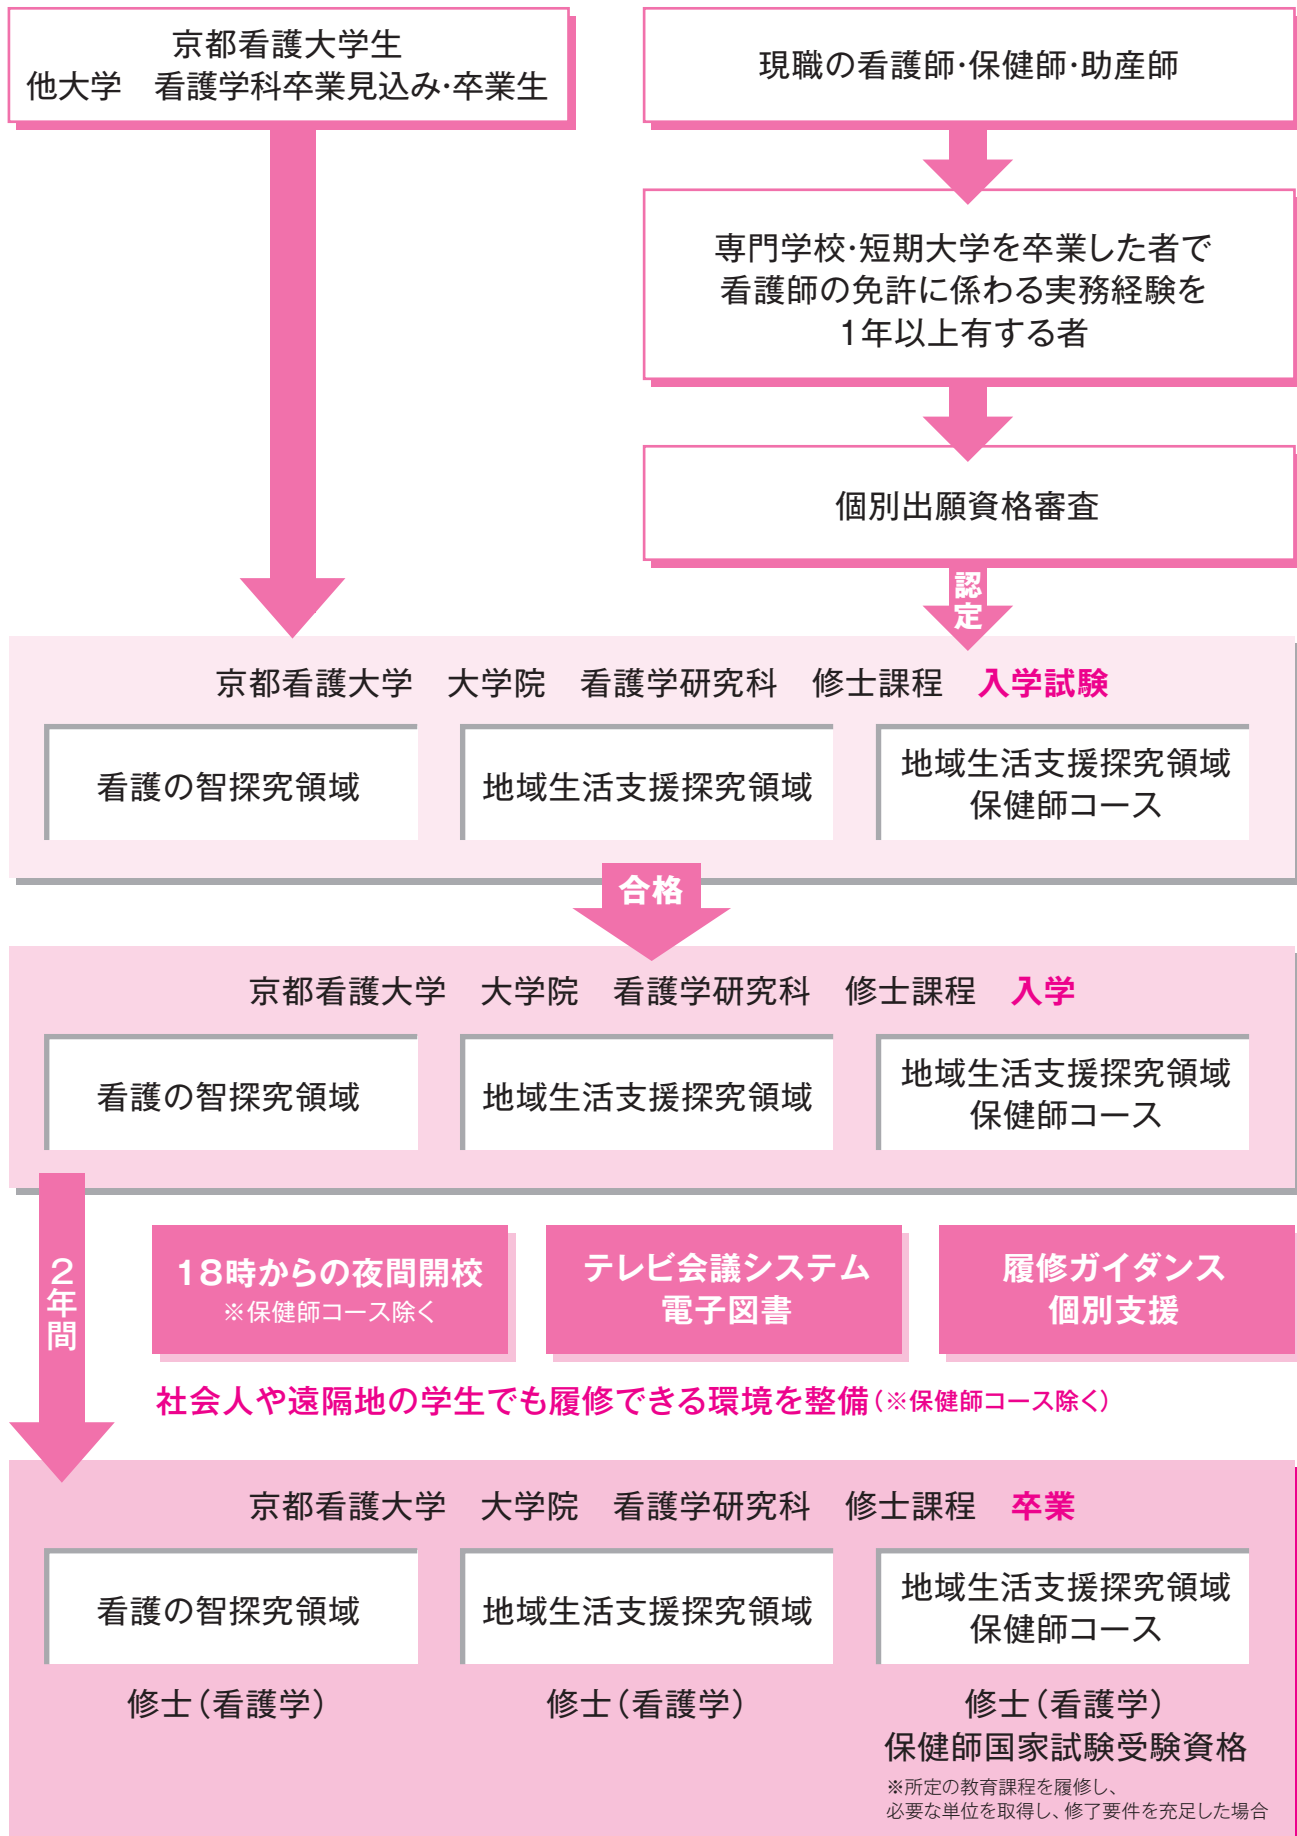 京都看護大学生
他大学　看護学科卒業見込み・卒業生
現職の看護師・保健師・助産師
専門学校・短期大学を卒業した者で
看護師の免許に係わる実務経験を
1年以上有する者
個別出願資格審査
認定
京都看護大学　大学院　看護学研究科　修士課程　入学試験
看護の智探究領域
地域生活支援探究領域
地域生活支援探究領域
保健師コース
合格
京都看護大学　大学院　看護学研究科　修士課程　入学
看護の智探究領域
地域生活支援探究領域
地域生活支援探究領域
保健師コース
2年間
18時からの夜間開校
※保健師コース除く
テレビ会議システム
電子図書
履修ガイダンス
個別支援
社会人や遠隔地の学生でも履修できる環境を整備（※保健師コース除く）
京都看護大学　大学院　看護学研究科　修士課程　卒業
看護の智探究領域
地域生活支援探究領域
地域生活支援探究領域
保健師コース
修士（看護学）
修士（看護学）
修士（看護学）
保健師国家試験受験資格
※所定の教育課程を履修し、
必要な単位を取得し、修了要件を充足した場合